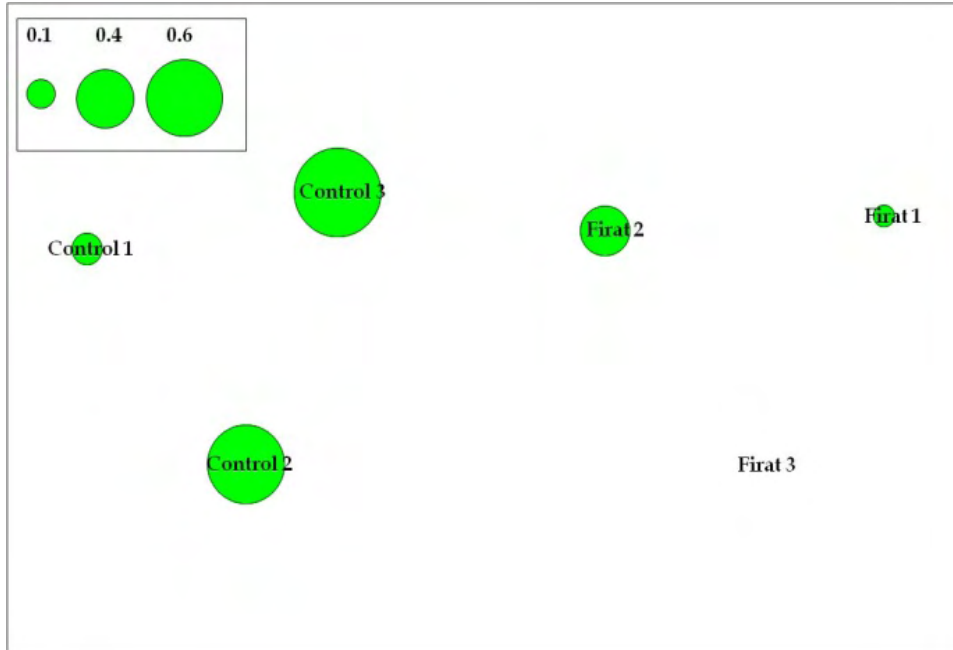 0.1 0.4 0.6
Control 3
Firat 1
Firat 2
Control 1
Control 2
Firat 3